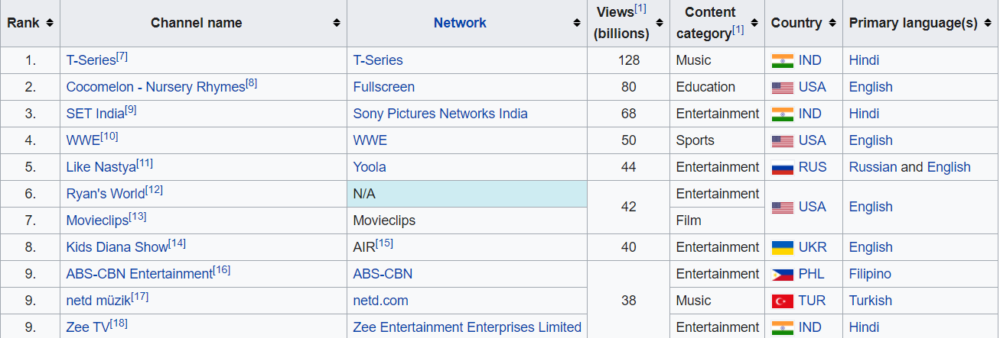 Rank Channel name Network Views[1] (billions) Content category[1] Country Primary language(s)
1. T-Series[7] T-Series 128 Music IND Hindi
2. Cocomelon - Nursery Rhymes[8] Fullscreen 80 Education USA English
3. SET India[9] Sony Pictures Networks India 68 Entertainment IND Hindi
4. WWE[10] WWE 50 Sports USA English
5. Like Nastya[11] Yoola 44 Entertainment RUS Russian and English
6. Ryan's World[12] N/A 42 Entertainment USA English
7. Movieclips[13] Movieclips Film
8. Kids Diana Show[14] AIR[15] 40 Entertainment UKR English
9. ABS-CBN Entertainment[16] ABS-CBN 38 Entertainment PHL Filipino
9. netd müzik[17] netd.com Music TUR Turkish
9. Zee TV[18] Zee Entertainment Enterprises Limited Entertainment IND Hindi